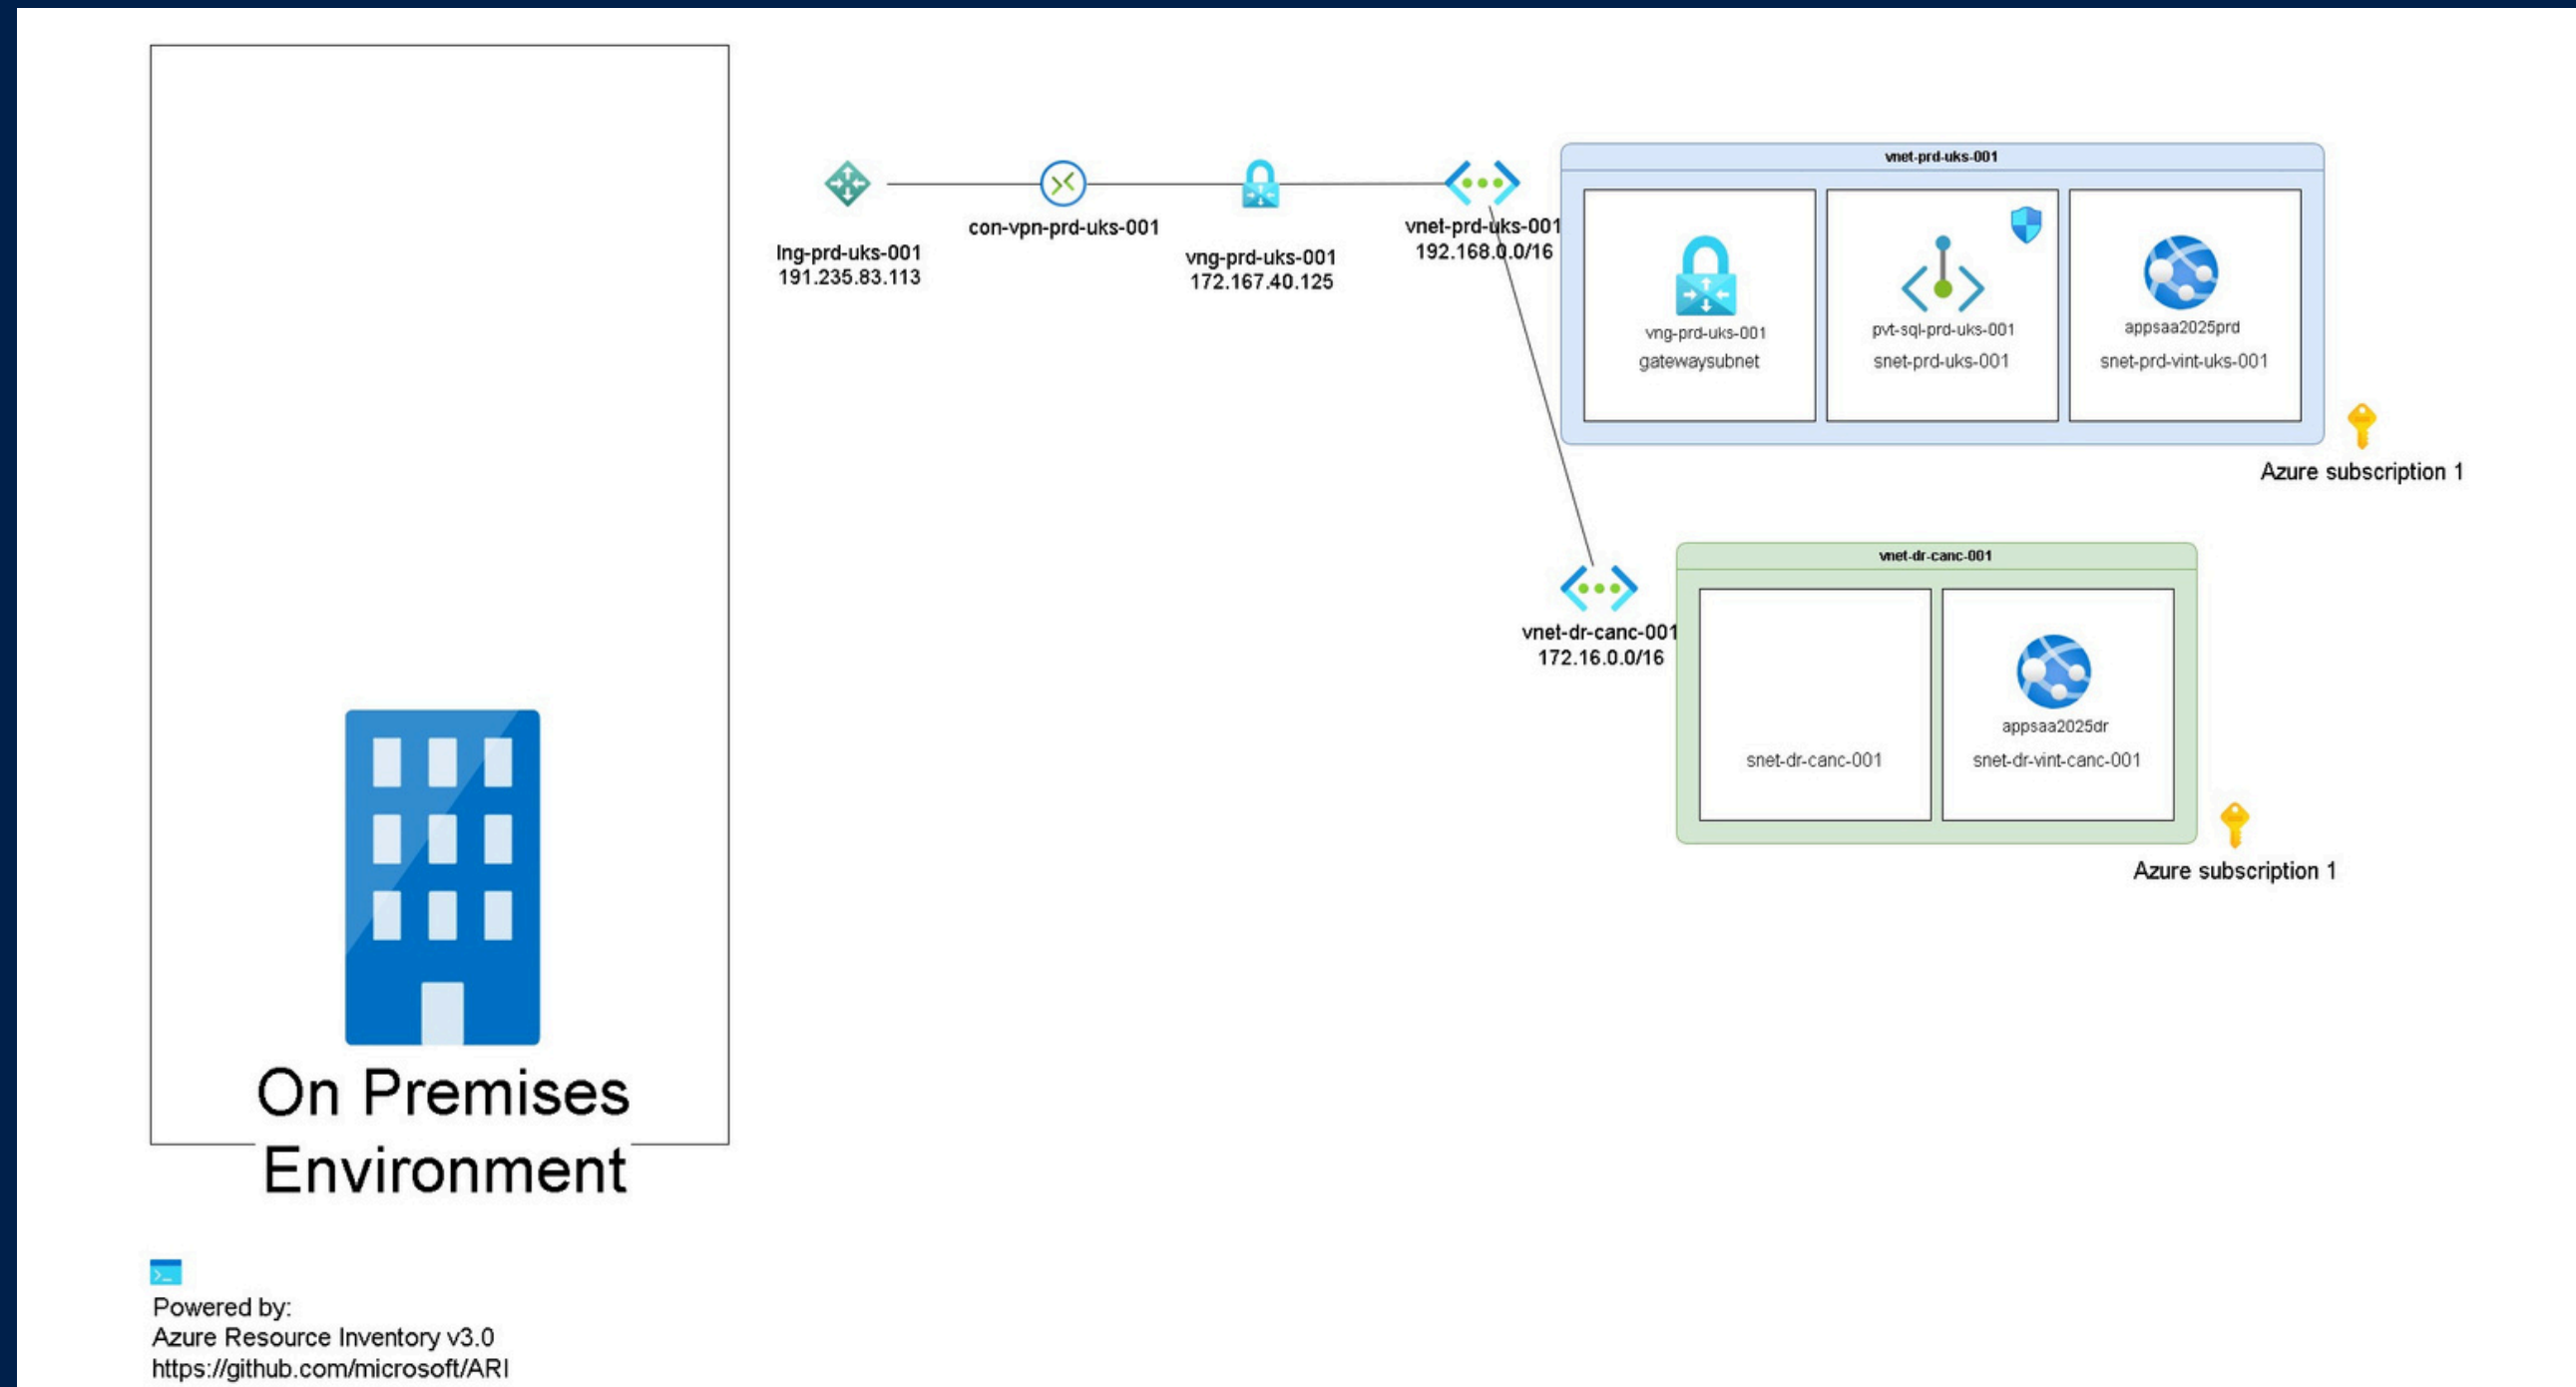 lng-prd-uks-001
191.235.83.113
con-vpn-prd-uks-001
vng-prd-uks-001
172.167.40.125
vnet-prd-uks-001
192.168.0.0/16
vnet-prd-uks-001
vng-prd-uks-001
gatewaysubnet
pvt-sql-prd-uks-001
snet-prd-uks-001
appsaa2025prd
snet-prd-vint-uks-001
Azure subscription 1
vnet-dr-canc-001
172.16.0.0/16
vnet-dr-canc-001
snet-dr-canc-001
appsaa2025dr
snet-dr-vint-canc-001
Azure subscription 1
On Premises
Environment
>_
Powered by:
Azure Resource Inventory v3.0
https://github.com/microsoft/ARI